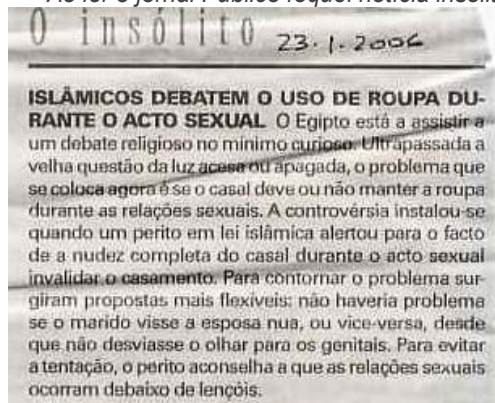 Ao ler o jornal Público
O insólito 23.1.2006
ISLÂMICOS DEBATEM O USO DE ROUPA DU-
RANTE O ACTO SEXUAL O Egipto está a assistir a
um debate religioso no mínimo curioso. Ultrapassada a
velha questão da luz acesa ou apagada, o problema que
se coloca agora é se o casal deve ou não manter a roupa
durante as relações sexuais. A controvérsia instalou-se
quando um perito em lei islâmica alertou para o facto
de a nudez completa do casal durante o acto sexual
invalidar o casamento. Para contornar o problema sur-
giram propostas mais flexíveis: não haveria problema
se o marido visse a esposa nua, ou vice-versa, desde
que não desviasse o olhar para os genitais. Para evitar
a tentação, o perito aconselha a que as relações sexuais
ocorram debaixo de lençóis.